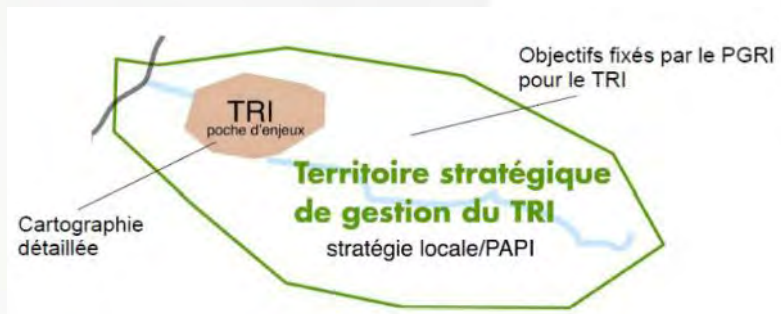 Objectifs fixés par le PGRI
pour le TRI
TRI
poche d'enjeux
Territoire stratégique
de gestion du TRI
stratégie locale/PAPI
Cartographie
détaillée